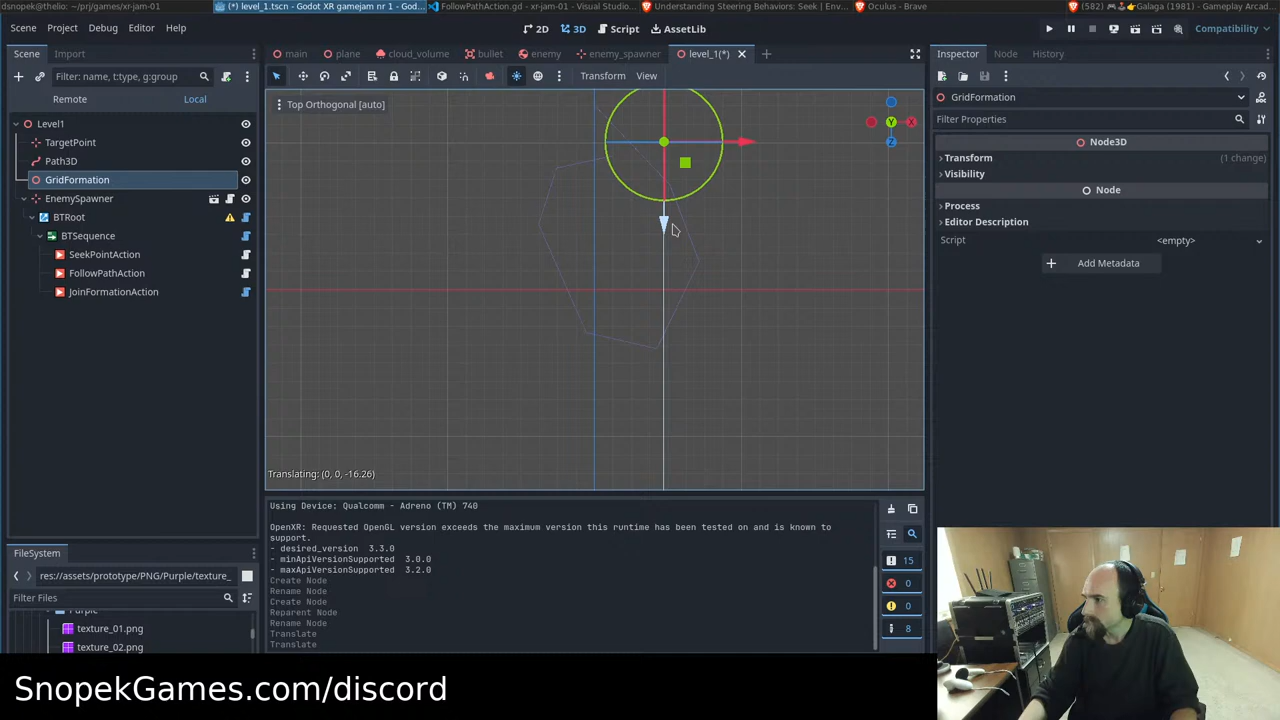 dsnopek@thelio: ~/prj/games/xr-jam-01
(*) level_1.tscn - Godot XR gamejam nr 1 - God...
FollowPathAction.gd - xr-jam-01 - Visual Studio...
Understanding Steering Behaviors: Seek | Env...
Oculus - Brave
(582) Galaga (1981) - Gameplay Arcad...
Scene Project Debug Editor Help
2D 3D Script AssetLib
Compatibility
Scene Import
main plane cloud_volume bullet enemy enemy_spawner level_1(*)
Inspector Node History
Filter: name, t:type, g:group
Transform View
Remote Local
Top Orthogonal [auto]
GridFormation
Filter Properties
Level1
TargetPoint
Path3D
GridFormation
EnemySpawner
BTRoot
BTSequence
SeekPointAction
FollowPathAction
JoinFormationAction
Y
X
Z
Node3D
Transform (1 change)
Visibility
Node
Process
Editor Description
Script <empty>
Add Metadata
Translating: (0, 0, -16.26)
Using Device: Qualcomm - Adreno (TM) 740
OpenXR: Requested OpenGL version exceeds the maximum version this runtime has been tested on and is known to
support.
- desired_version 3.3.0
- minApiVersionSupported 3.0.0
- maxApiVersionSupported 3.2.0
Create Node
Rename Node
Create Node
Reparent Node
Rename Node
Translate
Translate
15
0
0
8
FileSystem
res://assets/prototype/PNG/Purple/texture_
Filter Files
Purple
texture_01.png
texture_02.png
SnopekGames.com/discord